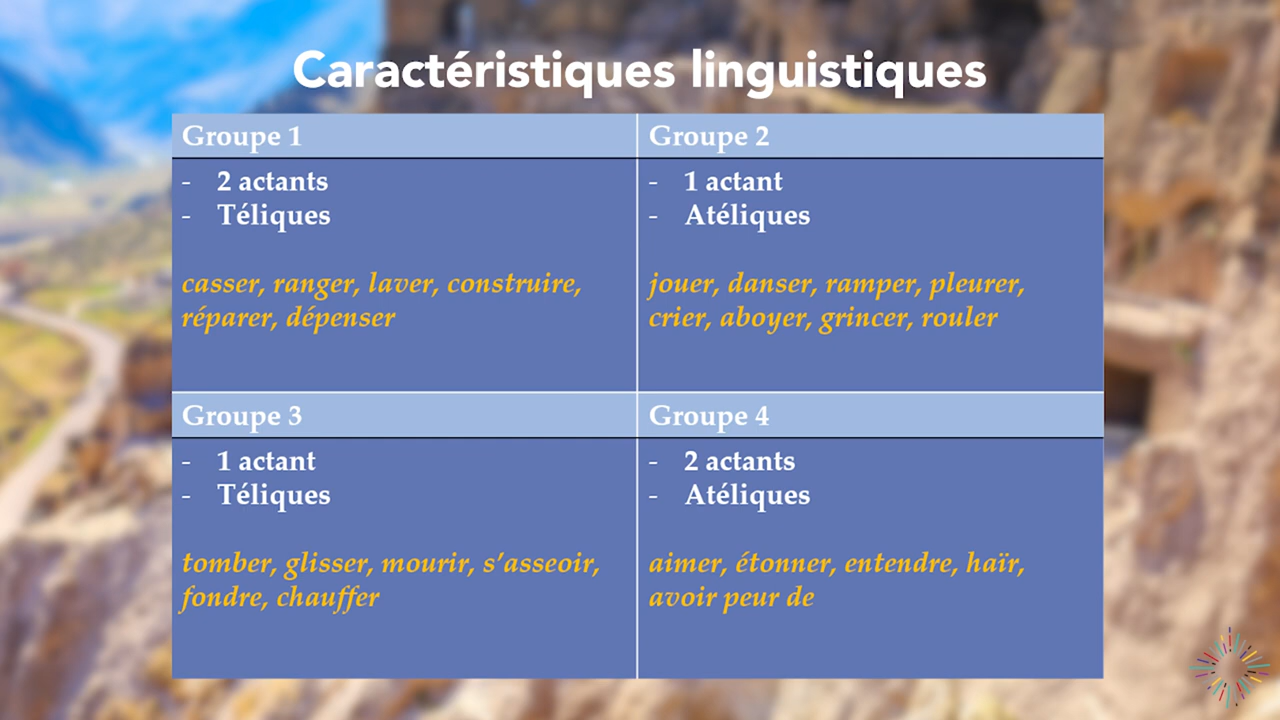 Caractéristiques linguistiques
Groupe 1
- 2 actants
- Téliques
casser, ranger, laver, construire,
réparer, dépenser
Groupe 2
- 1 actant
- Atéliques
jouer, danser, ramper, pleurer,
crier, aboyer, grincer, rouler
Groupe 3
- 1 actant
- Téliques
tomber, glisser, mourir, s’asseoir,
fondre, chauffer
Groupe 4
- 2 actants
- Atéliques
aimer, étonner, entendre, haïr,
avoir peur de